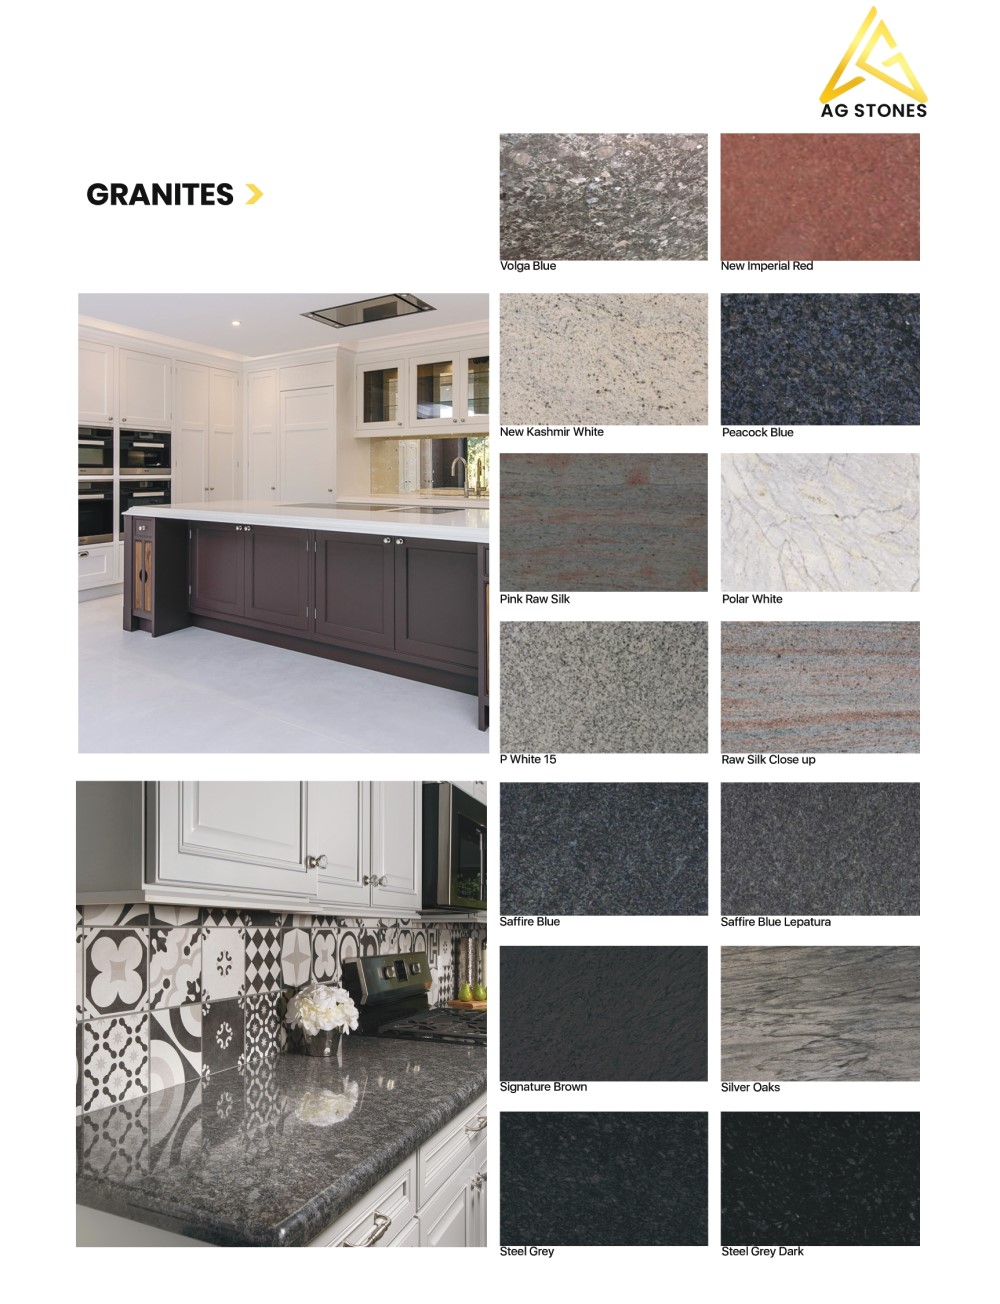 AG STONES
GRANITES
Volga Blue
New Imperial Red
New Kashmir White
Peacock Blue
Pink Raw Silk
Polar White
P White 15
Raw Silk Close up
Saffire Blue
Saffire Blue Lepatura
Signature Brown
Silver Oaks
Steel Grey
Steel Grey Dark